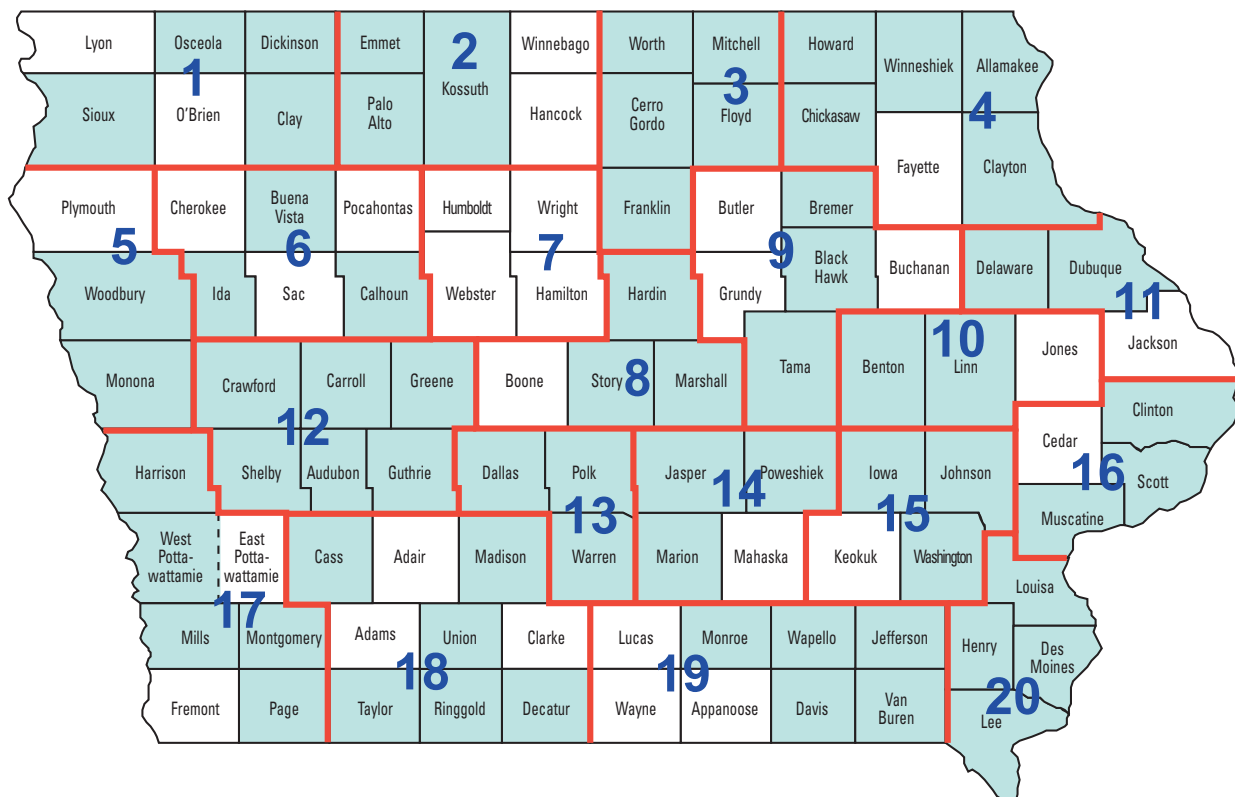 Lyon
Osceola
Dickinson
Emmet
2
Kossuth
Winnebago
Worth
Mitchell
Howard
Winneshiek
Allamakee
1
Sioux
O'Brien
Clay
Palo
Alto
Hancock
Cerro
Gordo
3
Floyd
Chickasaw
4
Fayette
Clayton
Plymouth
5
Cherokee
Buena
Vista
6
Pocahontas
Humboldt
Wright
7
Franklin
Butler
9
Bremer
Black
Hawk
Buchanan
Delaware
Dubuque
11
Woodbury
Ida
Sac
Calhoun
Webster
Hamilton
Hardin
Grundy
10
Jackson
Monona
Crawford
Carroll
Greene
Boone
Story
8
Marshall
Tama
Benton
Linn
Jones
12
Clinton
Harrison
Shelby
Audubon
Guthrie
Dallas
Polk
13
Jasper
14
Poweshiek
Iowa
15
Johnson
Cedar
16
Scott
Muscatine
West
Potta-
wattamie
East
Potta-
wattamie
17
Cass
Adair
Madison
Warren
Marion
Mahaska
Keokuk
Washington
Louisa
Mills
Montgomery
Adams
Union
Clarke
18
Lucas
Monroe
19
Wapello
Jefferson
Henry
Des
Moines
20
Fremont
Page
Taylor
Ringgold
Decatur
Wayne
Appanoose
Davis
Van
Buren
Lee